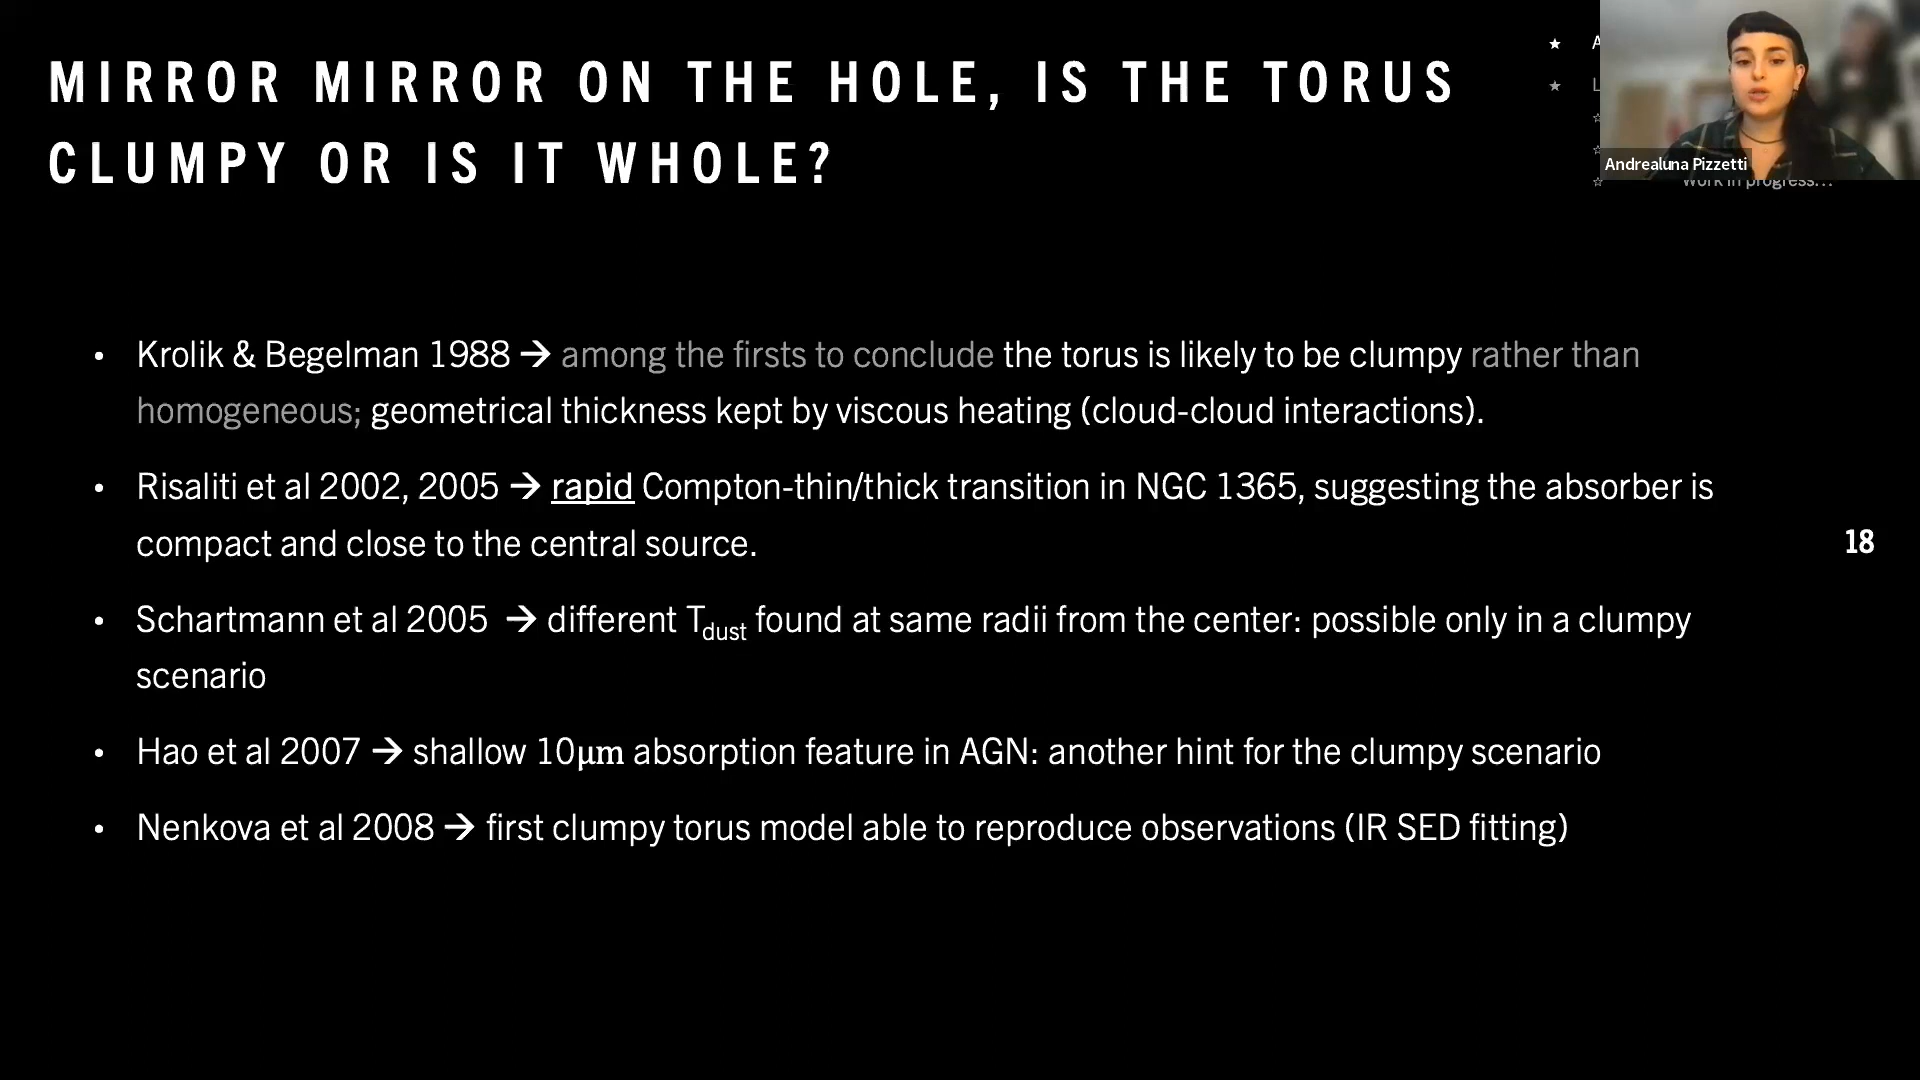 MIRROR MIRROR ON THE HOLE, IS THE TORUS
CLUMPY OR IS IT WHOLE?
★ A
★ L
☆
☆
☆ Work in progress...
Andrealuna Pizzetti
• Krolik & Begelman 1988 → among the firsts to conclude the torus is likely to be clumpy rather than
homogeneous; geometrical thickness kept by viscous heating (cloud-cloud interactions).
• Risaliti et al 2002, 2005 → rapid Compton-thin/thick transition in NGC 1365, suggesting the absorber is
compact and close to the central source.
18
• Schartmann et al 2005 → different Tdust found at same radii from the center: possible only in a clumpy
scenario
• Hao et al 2007 → shallow 10μm absorption feature in AGN: another hint for the clumpy scenario
• Nenkova et al 2008 → first clumpy torus model able to reproduce observations (IR SED fitting)